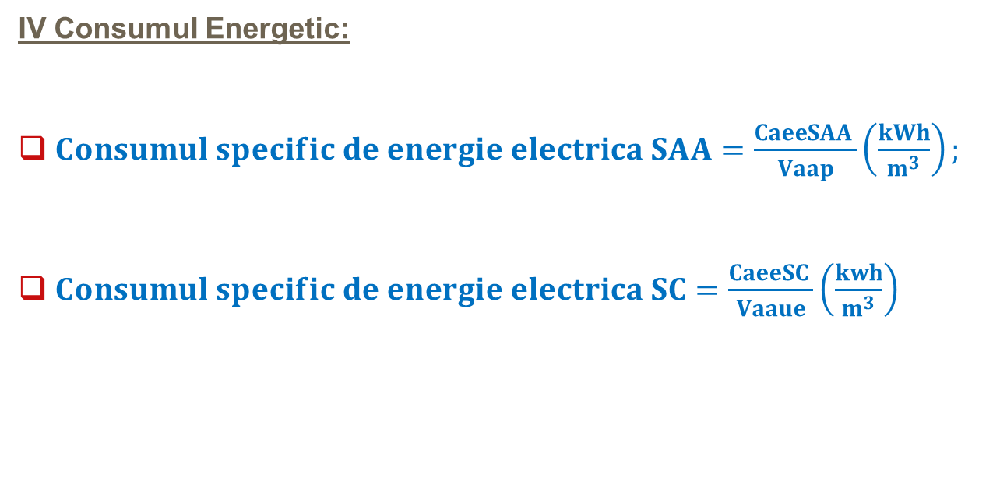 IV Consumul Energetic:
❑ Consumul specific de energie electrica SAA = CaeeSAA/Vaap (kWh/m³);
❑ Consumul specific de energie electrica SC = CaeeSC/Vaaue (kwh/m³)